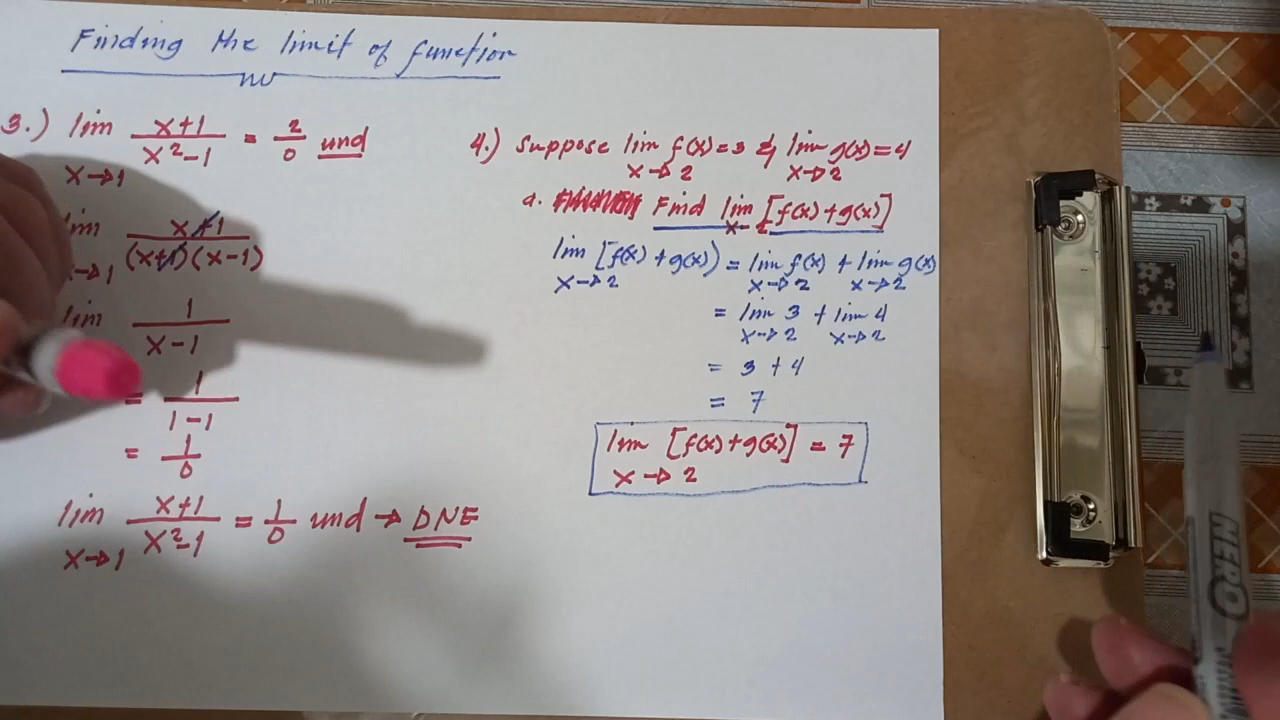 Finding the limit of function
3.) lim x→1 x+1 / x²-1 = 2/0 und
lim →1 x+1 / (x+1)(x-1)
lim 1 / x-1
= 1 / 1-1
= 1/0
lim x→1 x+1 / x²-1 = 1/0 und → DNE
4.) Suppose lim x→2 f(x)=3 & lim x→2 g(x)=4
a. Find lim x→2 [f(x)+g(x)]
lim x→2 [f(x)+g(x)) = lim x→2 f(x) + lim x→2 g(x)
= lim x→2 3 + lim x→2 4
= 3+4
= 7
lim x→2 [f(x)+g(x)] = 7
HERO